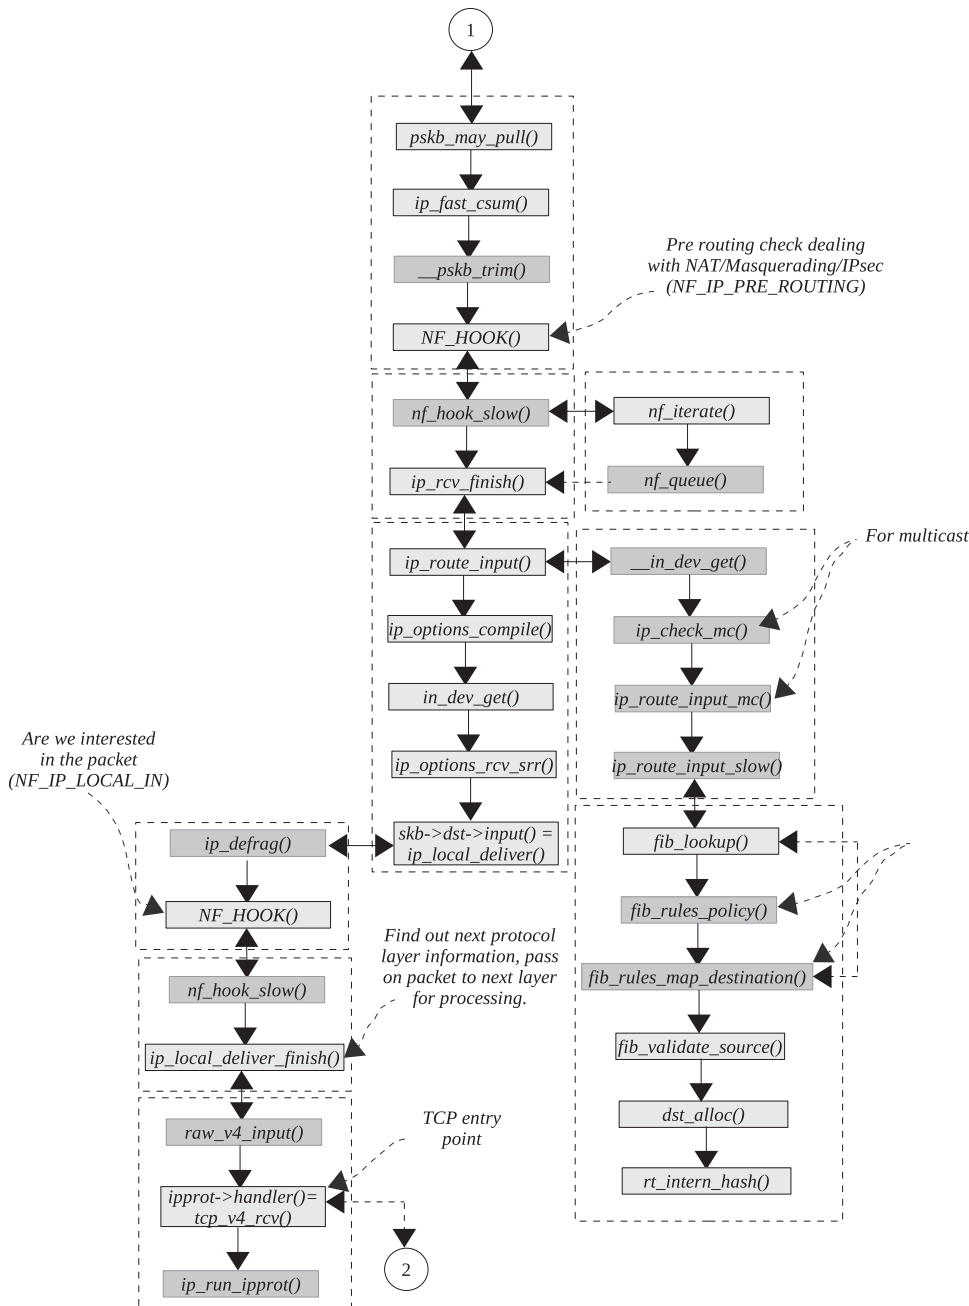 1
pskb_may_pull()
ip_fast_csum()
__pskb_trim()
NF_HOOK()
Pre routing check dealing
with NAT/Masquerading/IPsec
(NF_IP_PRE_ROUTING)
nf_hook_slow()
nf_iterate()
ip_rcv_finish()
nf_queue()
ip_route_input()
__in_dev_get()
For multicast
ip_options_compile()
ip_check_mc()
in_dev_get()
ip_route_input_mc()
ip_options_rcv_srr()
ip_route_input_slow()
Are we interested
in the packet
(NF_IP_LOCAL_IN)
skb->dst->input() =
ip_local_deliver()
ip_defrag()
NF_HOOK()
fib_lookup()
fib_rules_policy()
fib_rules_map_destination()
fib_validate_source()
dst_alloc()
rt_intern_hash()
Find out next protocol
layer information, pass
on packet to next layer
for processing.
nf_hook_slow()
ip_local_deliver_finish()
raw_v4_input()
TCP entry
point
ipprot->handler()=
tcp_v4_rcv()
ip_run_ipprot()
2